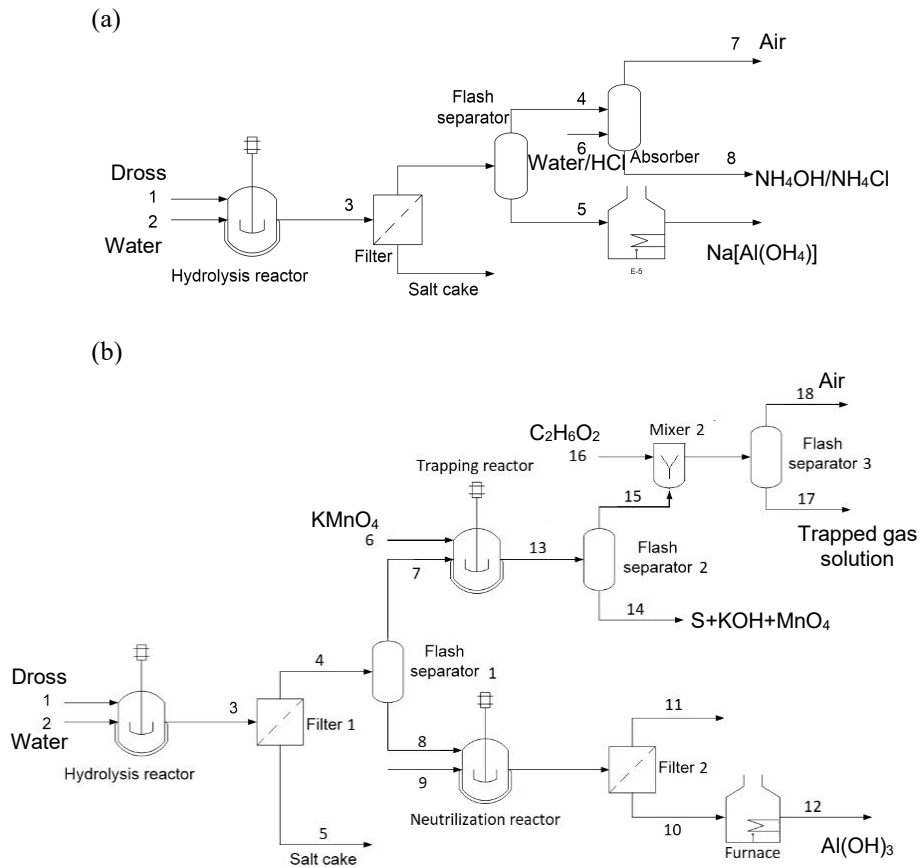 (a)
7
Air
Flash
separator
4
6
Water/HCl
Absorber
8
NH₄OH/NH₄Cl
Dross
1
2
Water
3
Hydrolysis reactor
Filter
Salt cake
5
E-5
Na[Al(OH₄)]
(b)
18
Air
C₂H₆O₂
16
Mixer 2
Flash
separator 3
17
Trapped gas
solution
Trapping reactor
15
KMnO₄
6
7
13
Flash
separator 2
14
S+KOH+MnO₄
Dross
1
2
Water
3
Hydrolysis reactor
4
Filter 1
Flash
separator 1
5
Salt cake
8
9
Neutrilization reactor
11
Filter 2
10
Furnace
12
Al(OH)₃